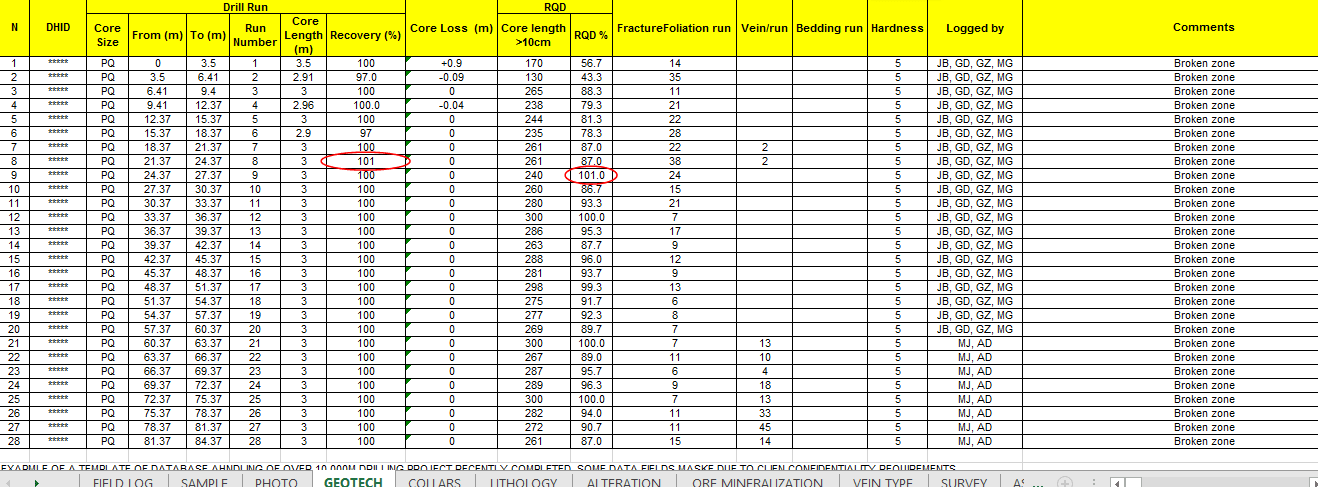 Drill Run RQD
N DHID Core Size From (m) To (m) Run Number Core Length (m) Recovery (%) Core Loss (m) Core length >10cm RQD % FractureFoliation run Vein/run Bedding run Hardness Logged by Comments
1 ***** PQ 0 3.5 1 3.5 100 +0.9 170 56.7 14 5 JB, GD, GZ, MG Broken zone
2 ***** PQ 3.5 6.41 2 2.91 97.0 -0.09 130 43.3 35 5 JB, GD, GZ, MG Broken zone
3 ***** PQ 6.41 9.4 3 3 100 0 265 88.3 11 5 JB, GD, GZ, MG Broken zone
4 ***** PQ 9.41 12.37 4 2.96 100.0 -0.04 238 79.3 21 5 JB, GD, GZ, MG Broken zone
5 ***** PQ 12.37 15.37 5 3 100 0 244 81.3 22 5 JB, GD, GZ, MG Broken zone
6 ***** PQ 15.37 18.37 6 2.9 97 0 235 78.3 28 5 JB, GD, GZ, MG Broken zone
7 ***** PQ 18.37 21.37 7 3 100 0 261 87.0 22 2 5 JB, GD, GZ, MG Broken zone
8 ***** PQ 21.37 24.37 8 3 101 0 261 87.0 38 2 5 JB, GD, GZ, MG Broken zone
9 ***** PQ 24.37 27.37 9 3 100 0 240 101.0 24 5 JB, GD, GZ, MG Broken zone
10 ***** PQ 27.37 30.37 10 3 100 0 260 86.7 15 5 JB, GD, GZ, MG Broken zone
11 ***** PQ 30.37 33.37 11 3 100 0 280 93.3 21 5 JB, GD, GZ, MG Broken zone
12 ***** PQ 33.37 36.37 12 3 100 0 300 100.0 7 5 JB, GD, GZ, MG Broken zone
13 ***** PQ 36.37 39.37 13 3 100 0 286 95.3 17 5 JB, GD, GZ, MG Broken zone
14 ***** PQ 39.37 42.37 14 3 100 0 263 87.7 9 5 JB, GD, GZ, MG Broken zone
15 ***** PQ 42.37 45.37 15 3 100 0 288 96.0 12 5 JB, GD, GZ, MG Broken zone
16 ***** PQ 45.37 48.37 16 3 100 0 281 93.7 9 5 JB, GD, GZ, MG Broken zone
17 ***** PQ 48.37 51.37 17 3 100 0 298 99.3 13 5 JB, GD, GZ, MG Broken zone
18 ***** PQ 51.37 54.37 18 3 100 0 275 91.7 6 5 JB, GD, GZ, MG Broken zone
19 ***** PQ 54.37 57.37 19 3 100 0 277 92.3 8 5 JB, GD, GZ, MG Broken zone
20 ***** PQ 57.37 60.37 20 3 100 0 269 89.7 7 5 JB, GD, GZ, MG Broken zone
21 ***** PQ 60.37 63.37 21 3 100 0 300 100.0 7 13 5 MJ, AD Broken zone
22 ***** PQ 63.37 66.37 22 3 100 0 267 89.0 11 10 5 MJ, AD Broken zone
23 ***** PQ 66.37 69.37 23 3 100 0 287 95.7 6 4 5 MJ, AD Broken zone
24 ***** PQ 69.37 72.37 24 3 100 0 289 96.3 9 18 5 MJ, AD Broken zone
25 ***** PQ 72.37 75.37 25 3 100 0 300 100.0 7 13 5 MJ, AD Broken zone
26 ***** PQ 75.37 78.37 26 3 100 0 282 94.0 11 33 5 MJ, AD Broken zone
27 ***** PQ 78.37 81.37 27 3 100 0 272 90.7 11 45 5 MJ, AD Broken zone
28 ***** PQ 81.37 84.37 28 3 100 0 261 87.0 15 14 5 MJ, AD Broken zone
EXAPMLE OF A TEMPLATE OF DATABASE AHNDLING OF OVER 10 000M DRILLING PROJECT RECENTLY COMPLETED. SOME DATA FIELDS MASKE DUE TO CLIEN CONFIDENTIALITY REQUIREMENTS
FIELD LOG SAMPLE PHOTO GEOTECH COLLARS LITHOLOGY ALTERATION ORE MINERALIZATION VEIN TYPE SURVEY AS ...